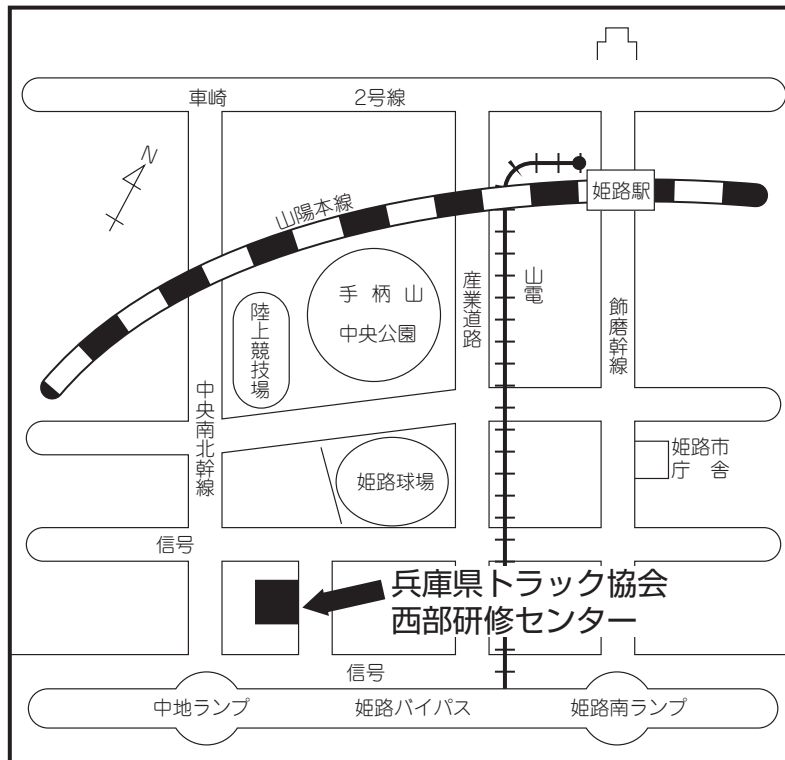 車崎
2号線
N
山陽本線
姫路駅
手柄山
中央公園
陸上競技場
産業道路
山電
飾磨幹線
中央南北幹線
姫路球場
姫路市
庁舎
信号
兵庫県トラック協会
西部研修センター
信号
中地ランプ
姫路バイパス
姫路南ランプ